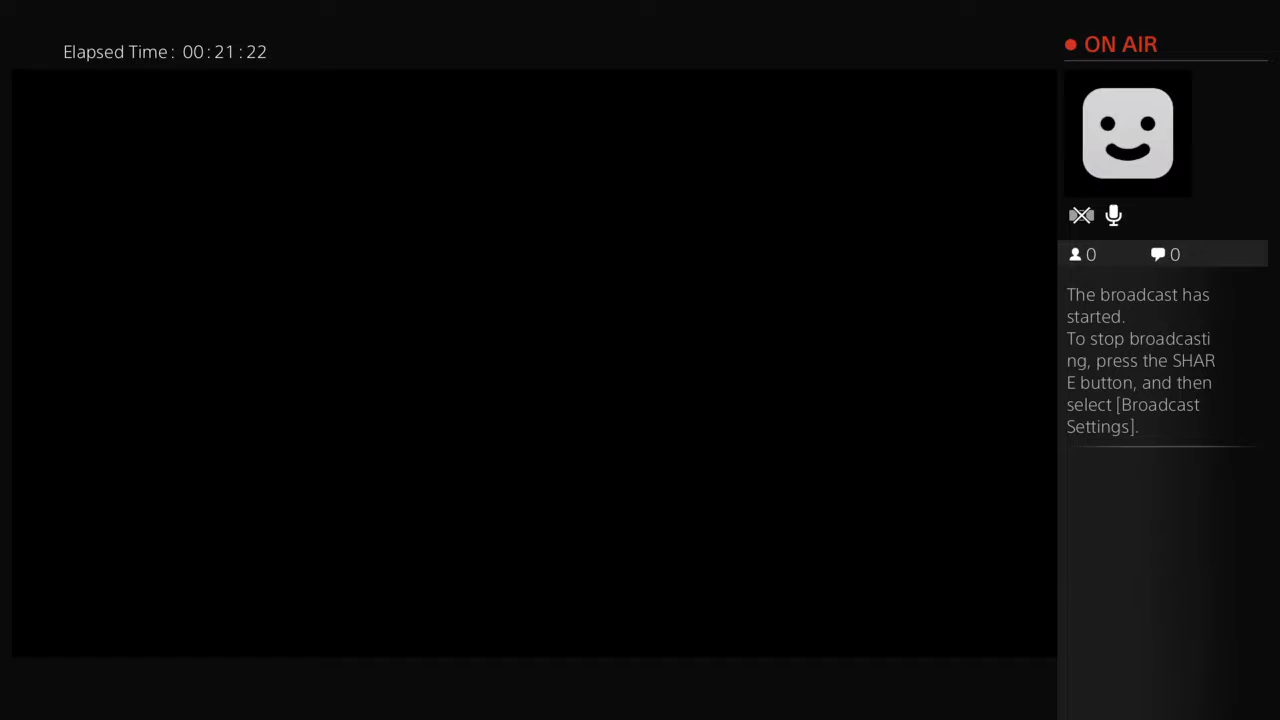 Elapsed Time: 00:21:22
ON AIR
0 0
The broadcast has
started.
To stop broadcasti
ng, press the SHAR
E button, and then
select [Broadcast
Settings].